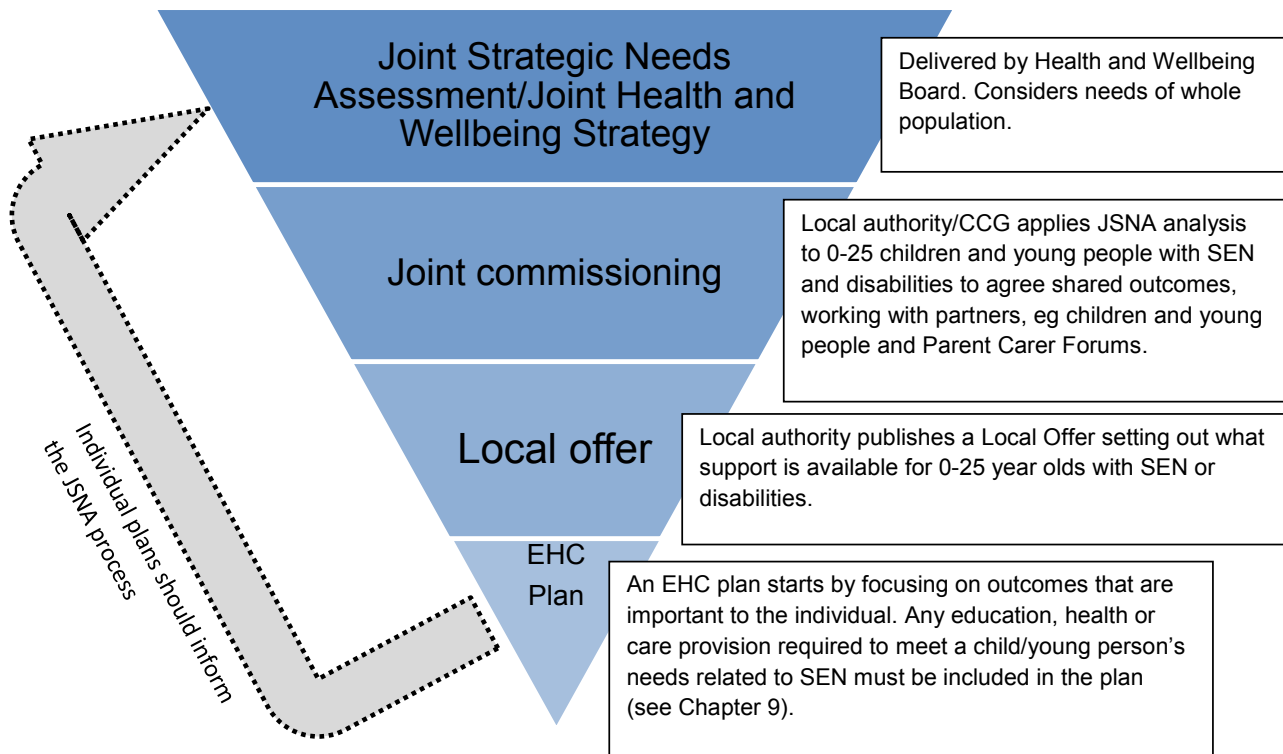 Joint Strategic Needs
Assessment/Joint Health and
Wellbeing Strategy
Delivered by Health and Wellbeing
Board. Considers needs of whole
population.
Joint commissioning
Local authority/CCG applies JSNA analysis
to 0-25 children and young people with SEN
and disabilities to agree shared outcomes,
working with partners, eg children and young
people and Parent Carer Forums.
Local offer
Local authority publishes a Local Offer setting out what
support is available for 0-25 year olds with SEN or
disabilities.
EHC
Plan
An EHC plan starts by focusing on outcomes that are
important to the individual. Any education, health or
care provision required to meet a child/young person’s
needs related to SEN must be included in the plan
(see Chapter 9).
Individual plans should inform
the JSNA process